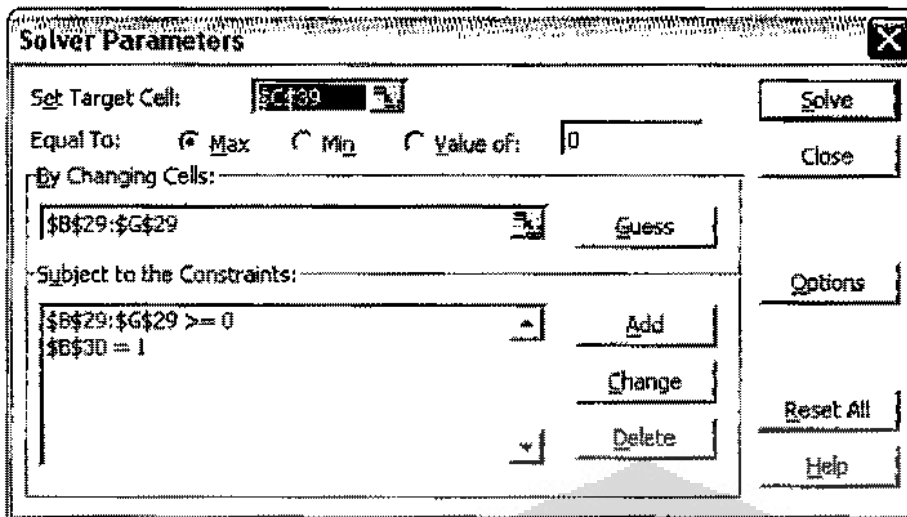 Solver Parameters
Set Target Cell: $C$39 Solve
Equal To: Max Min Value of: 0 Close
By Changing Cells:
$B$29:$G$29 Guess
Subject to the Constraints: Options
$B$29:$G$29 >= 0 Add
$B$30 = 1
Change
Reset All
Delete
Help